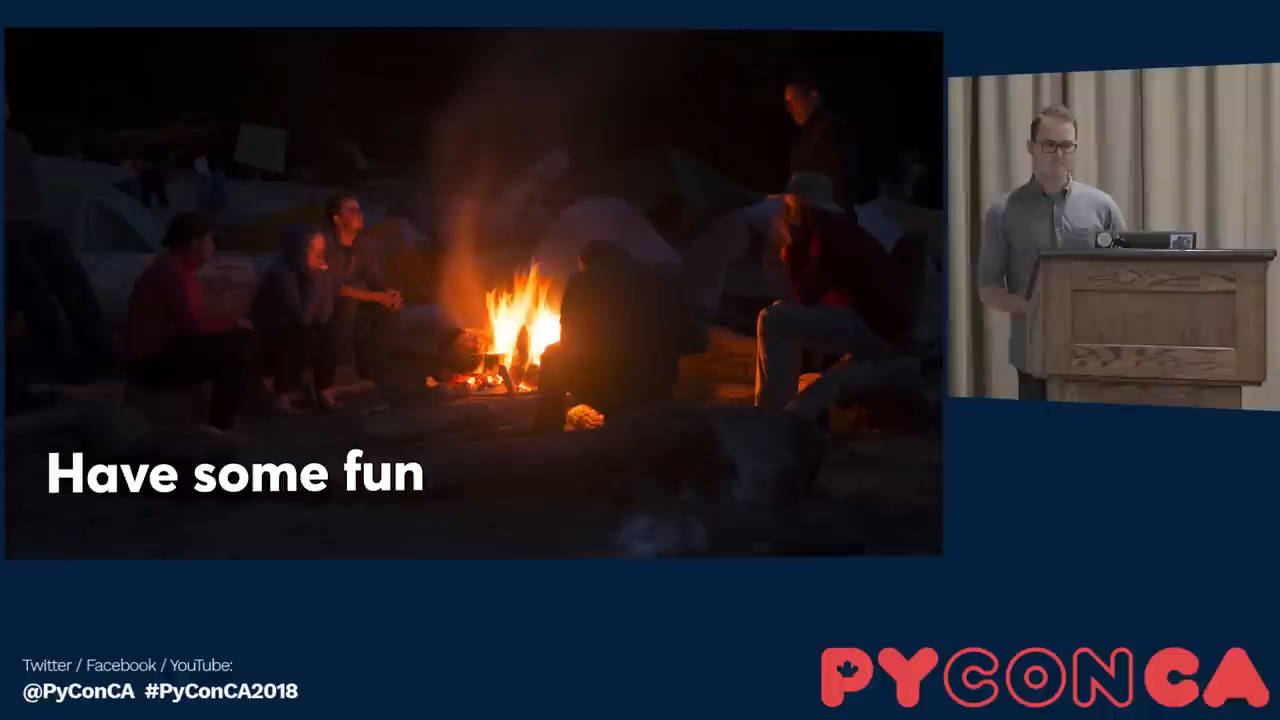 Have some fun
Twitter / Facebook / YouTube:
@PyConCA #PyConCA2018
PYCONCA